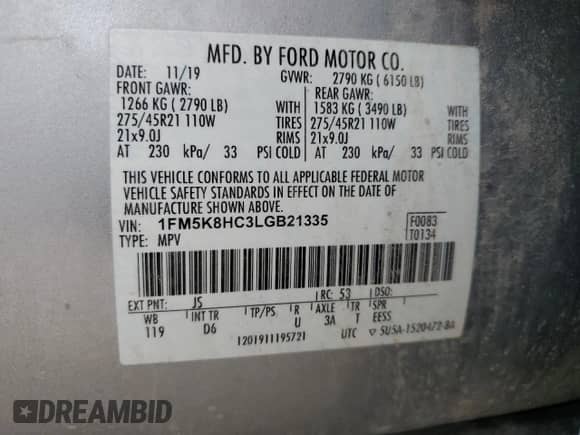 MFD. BY FORD MOTOR CO.
DATE: 11/19 GVWR: 2790 KG ( 6150 LB)
FRONT GAWR: REAR GAWR:
1266 KG ( 2790 LB) WITH 1583 KG ( 3490 LB) WITH
275/45R21 110W TIRES 275/45R21 110W TIRES
21x9.0J RIMS 21x9.0J RIMS
AT 230 kPa/ 33 PSI COLD AT 230 kPa/ 33 PSI COLD
THIS VEHICLE CONFORMS TO ALL APPLICABLE FEDERAL MOTOR
VEHICLE SAFETY STANDARDS IN EFFECT ON THE DATE OF
MANUFACTURE SHOWN ABOVE.
VIN: 1FM5K8HC3LGB21335 F0083
TYPE: MPV T0134
EXT PNT: JS RC: 53 DSO:
WB INT TR TP/PS R AXLE TR SPR
119 D6 U 3A T EESS
1201911195721 UTC ▽ 5U5A-1520472-BA
DREAMBID